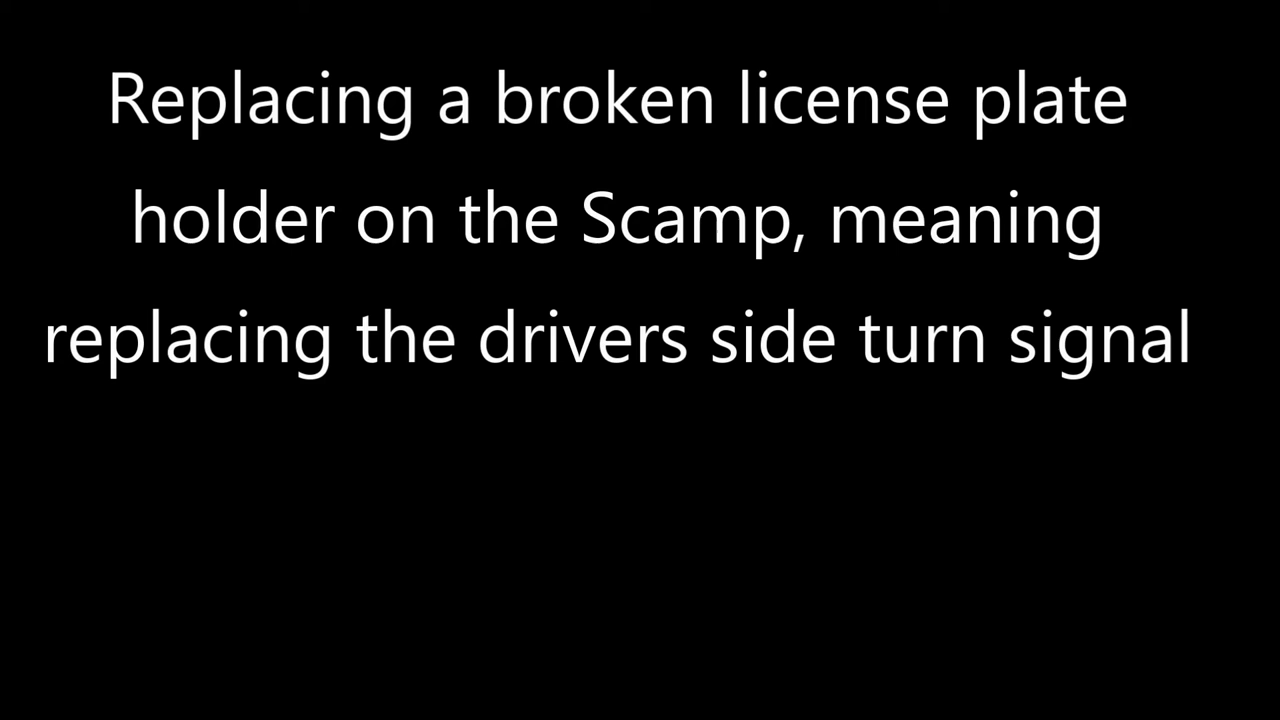 Replacing a broken license plate
holder on the Scamp, meaning
replacing the drivers side turn signal